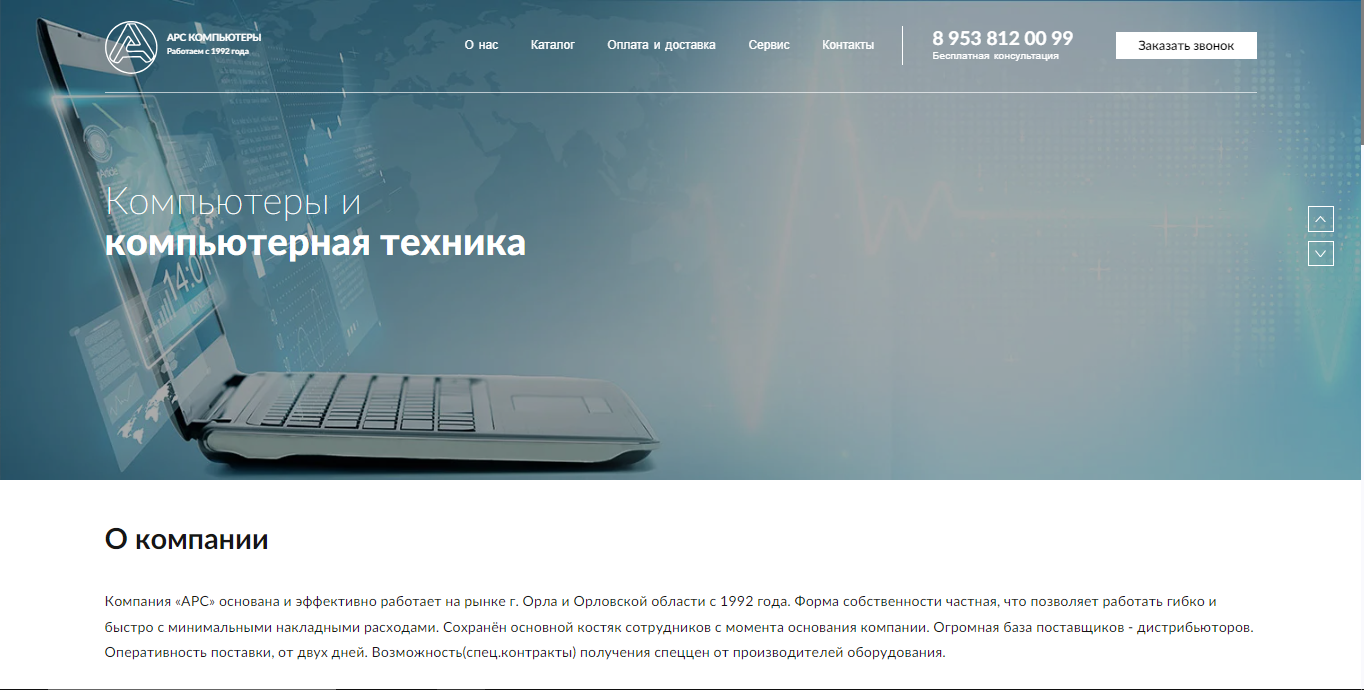 АРС КОМПЬЮТЕРЫ
Работаем с 1992 года
О нас
Каталог
Оплата и доставка
Сервис
Контакты
8 953 812 00 99
Бесплатная консультация
Заказать звонок
Компьютеры и
компьютерная техника
14:01
О компании
Компания «АРС» основана и эффективно работает на рынке г. Орла и Орловской области с 1992 года. Форма собственности частная, что позволяет работать гибко и
быстро с минимальными накладными расходами. Сохранён основной костяк сотрудников с момента основания компании. Огромная база поставщиков - дистрибьюторов.
Оперативность поставки, от двух дней. Возможность(спец.контракты) получения спеццен от производителей оборудования.